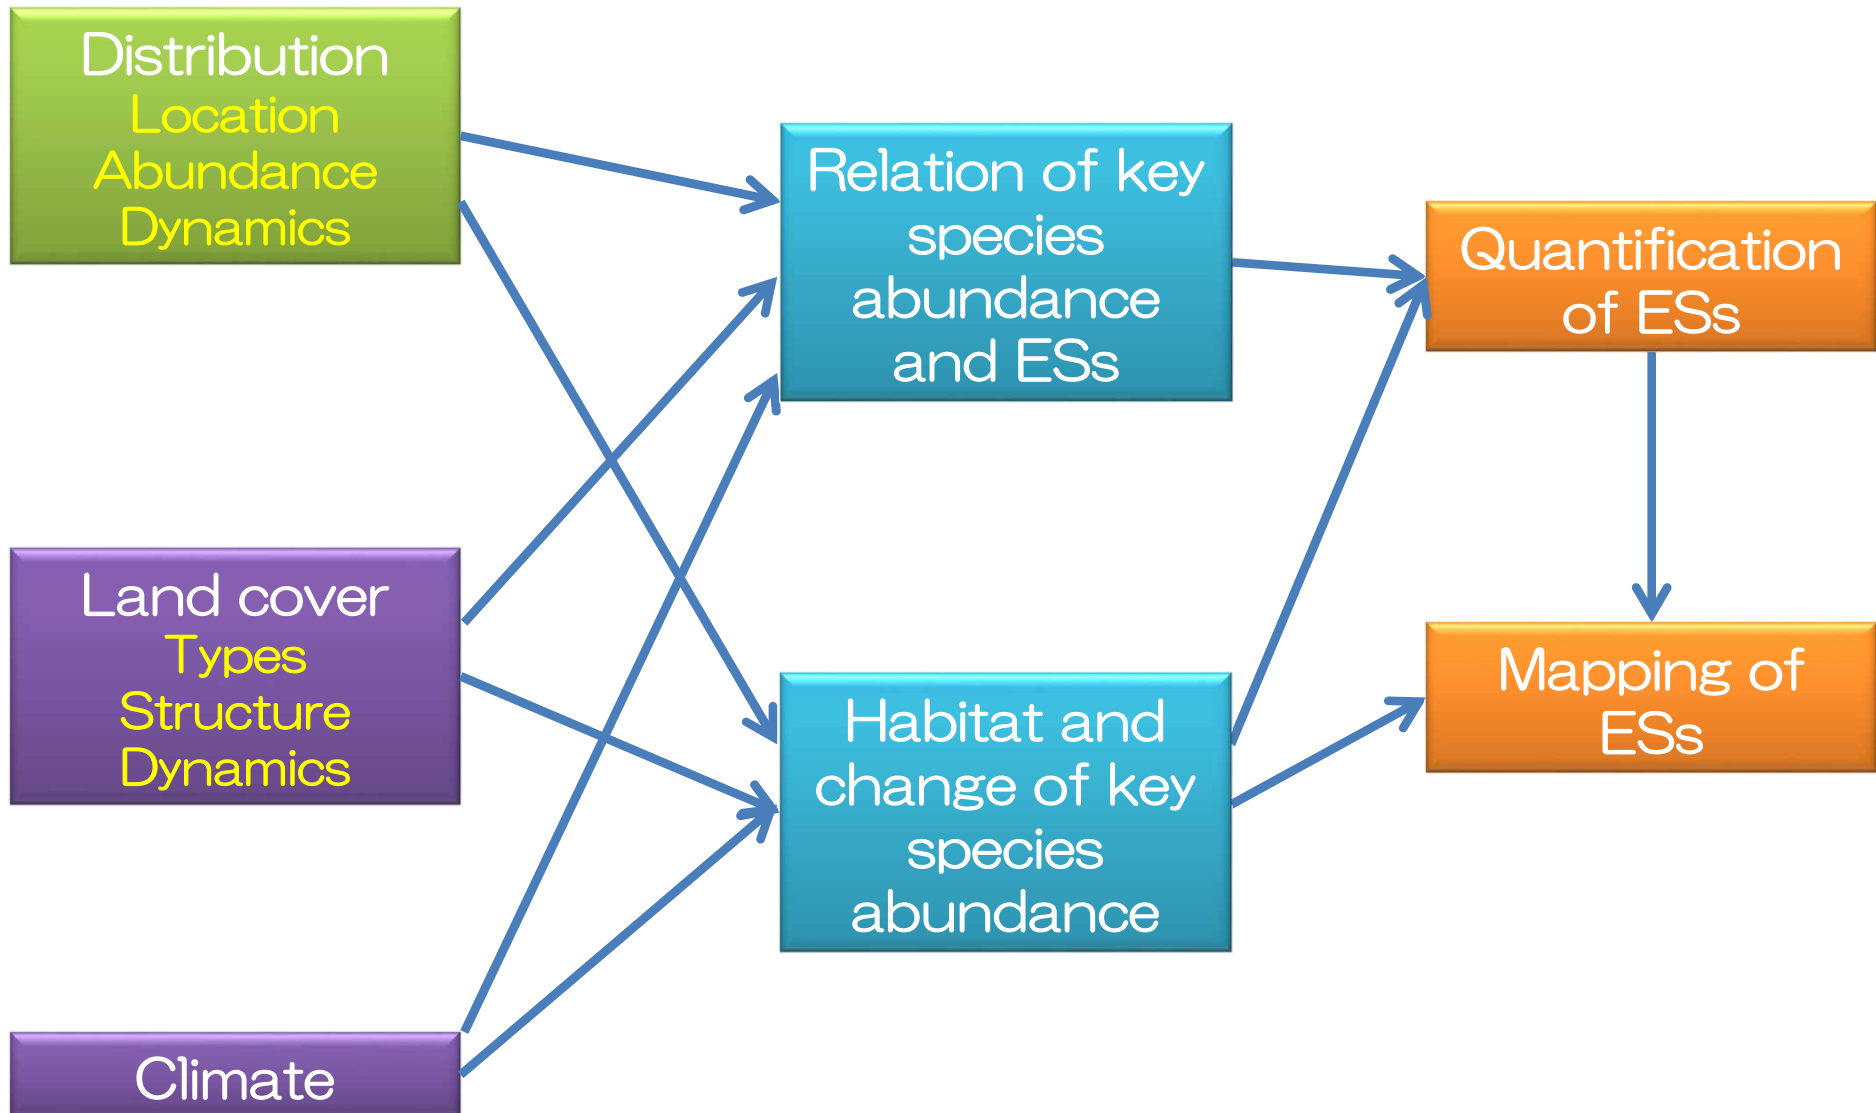 Distribution
Location
Abundance
Dynamics
Land cover
Types
Structure
Dynamics
Climate
Relation of key
species
abundance
and ESs
Habitat and
change of key
species
abundance
Quantification
of ESs
Mapping of
ESs